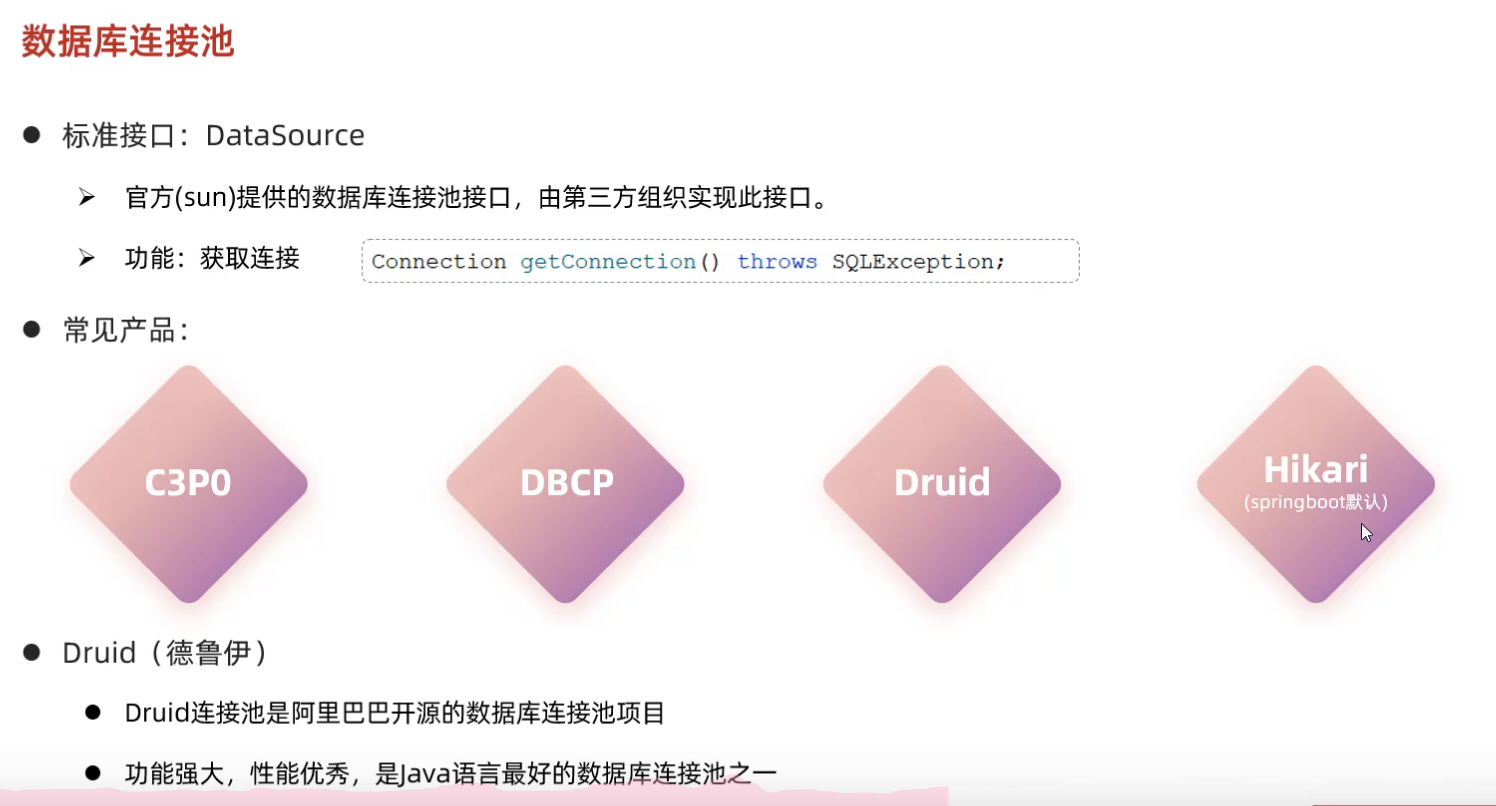 数据库连接池
标准接口：DataSource
官方(sun)提供的数据库连接池接口，由第三方组织实现此接口。
功能：获取连接
Connection getConnection() throws SQLException;
常见产品：
C3P0
DBCP
Druid
Hikari
(springboot默认)
Druid（德鲁伊）
Druid连接池是阿里巴巴开源的数据库连接池项目
功能强大，性能优秀，是Java语言最好的数据库连接池之一